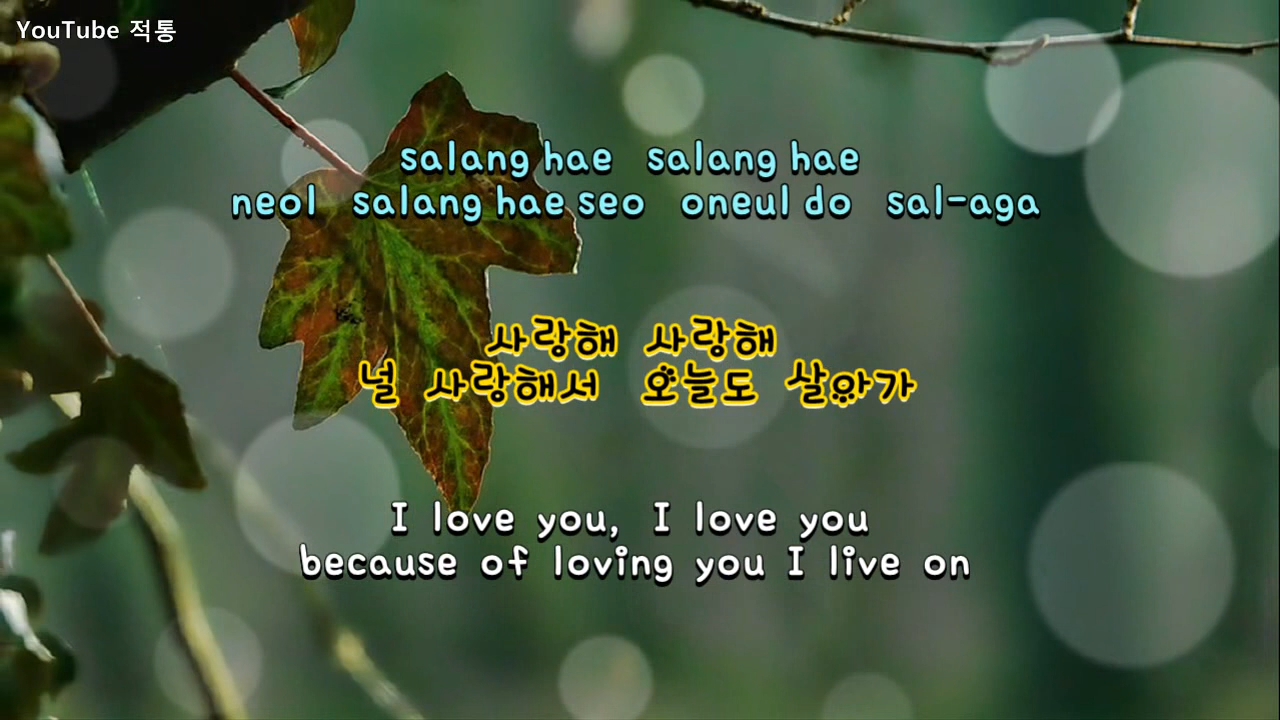 YouTube 적통
salang hae salang hae
neol salang hae seo oneul do sal-aga
사랑해 사랑해
널 사랑해서 오늘도 살아가
I love you, I love you
because of loving you I live on